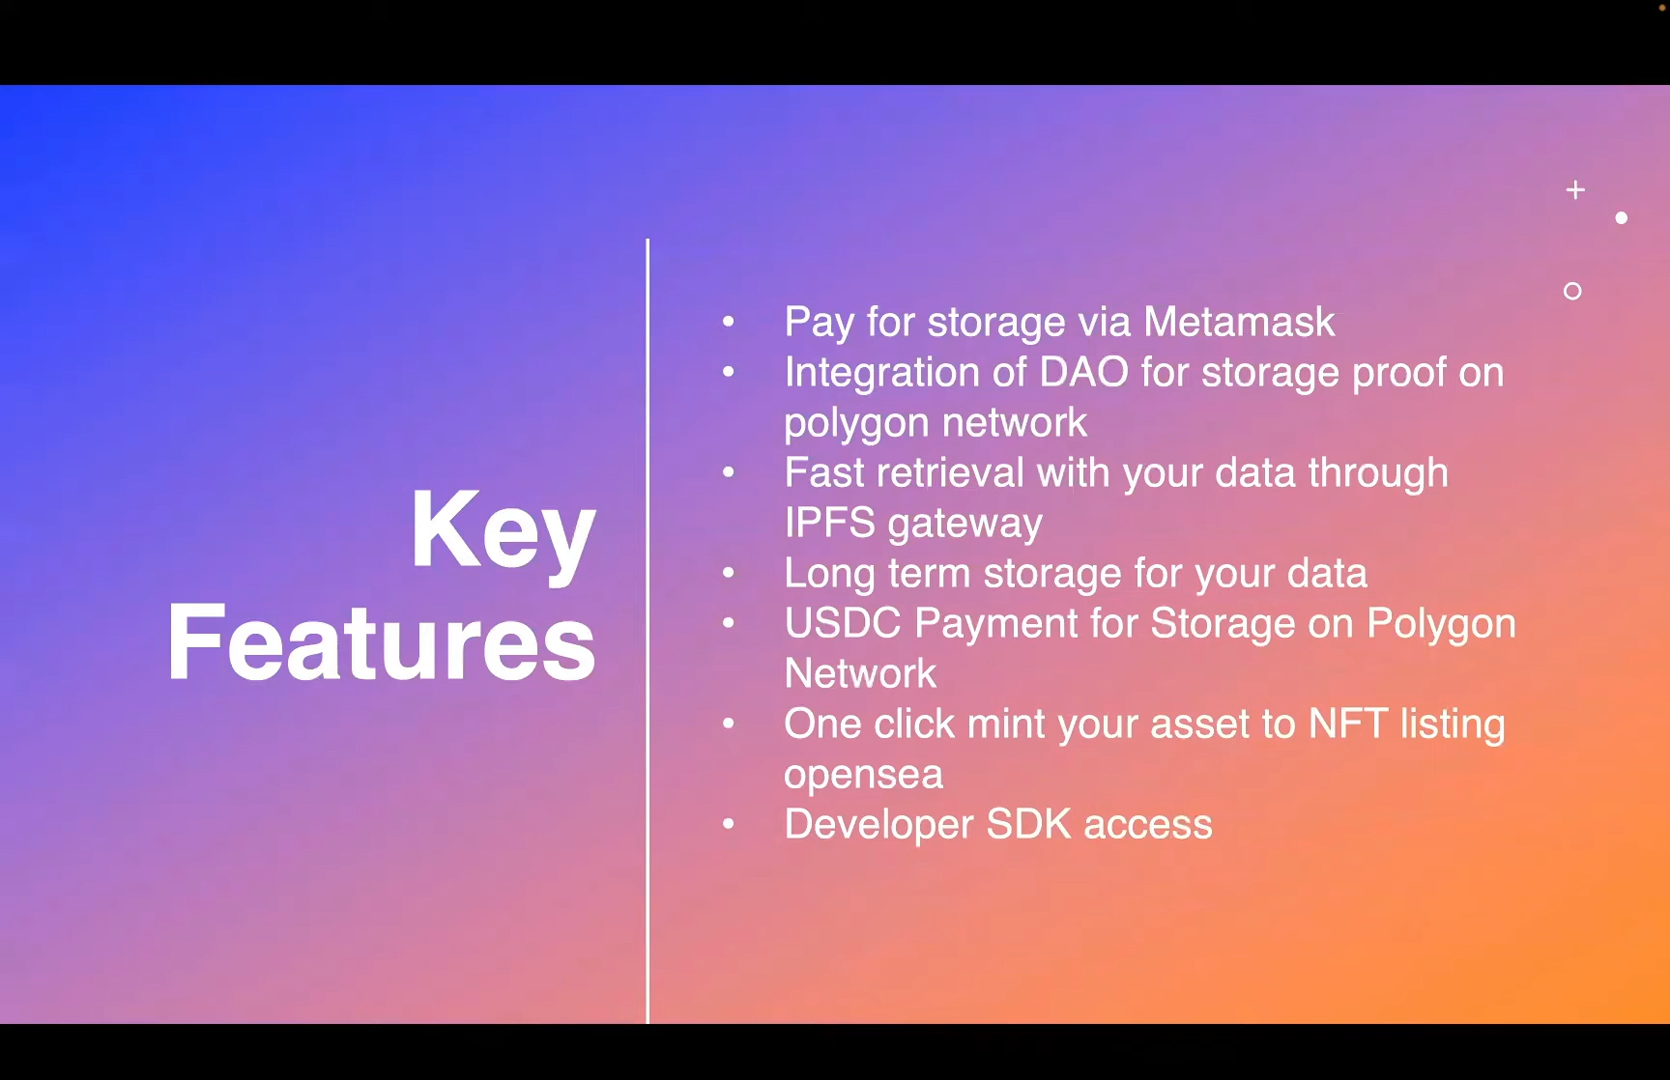 Key
Features
• Pay for storage via Metamask
• Integration of DAO for storage proof on
polygon network
• Fast retrieval with your data through
IPFS gateway
• Long term storage for your data
• USDC Payment for Storage on Polygon
Network
• One click mint your asset to NFT listing
opensea
• Developer SDK access